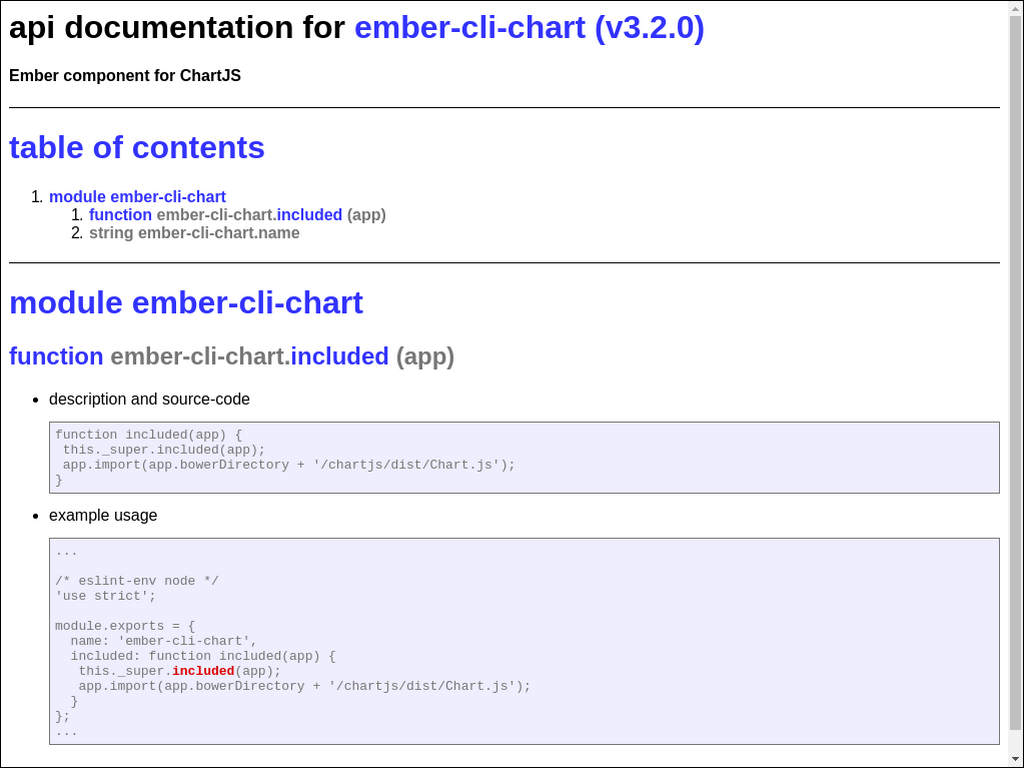 api documentation for ember-cli-chart (v3.2.0)
Ember component for ChartJS
table of contents
1. module ember-cli-chart
1. function ember-cli-chart.included (app)
2. string ember-cli-chart.name
module ember-cli-chart
function ember-cli-chart.included (app)
• description and source-code
function included(app) {
 this._super.included(app);
 app.import(app.bowerDirectory + '/chartjs/dist/Chart.js');
}
• example usage
...
/* eslint-env node */
'use strict';
module.exports = {
  name: 'ember-cli-chart',
  included: function included(app) {
   this._super.included(app);
   app.import(app.bowerDirectory + '/chartjs/dist/Chart.js');
  }
};
...